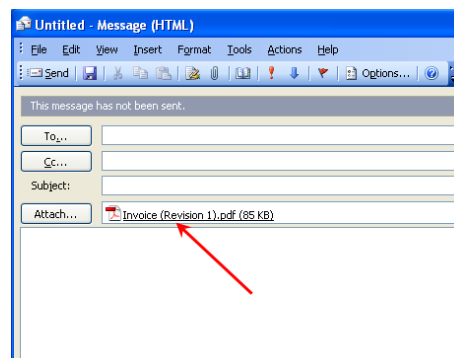 Untitled - Message (HTML)
File Edit View Insert Format Tools Actions Help
Send Options...
This message has not been sent.
To...
Cc...
Subject:
Attach... Invoice (Revision 1).pdf (85 KB)